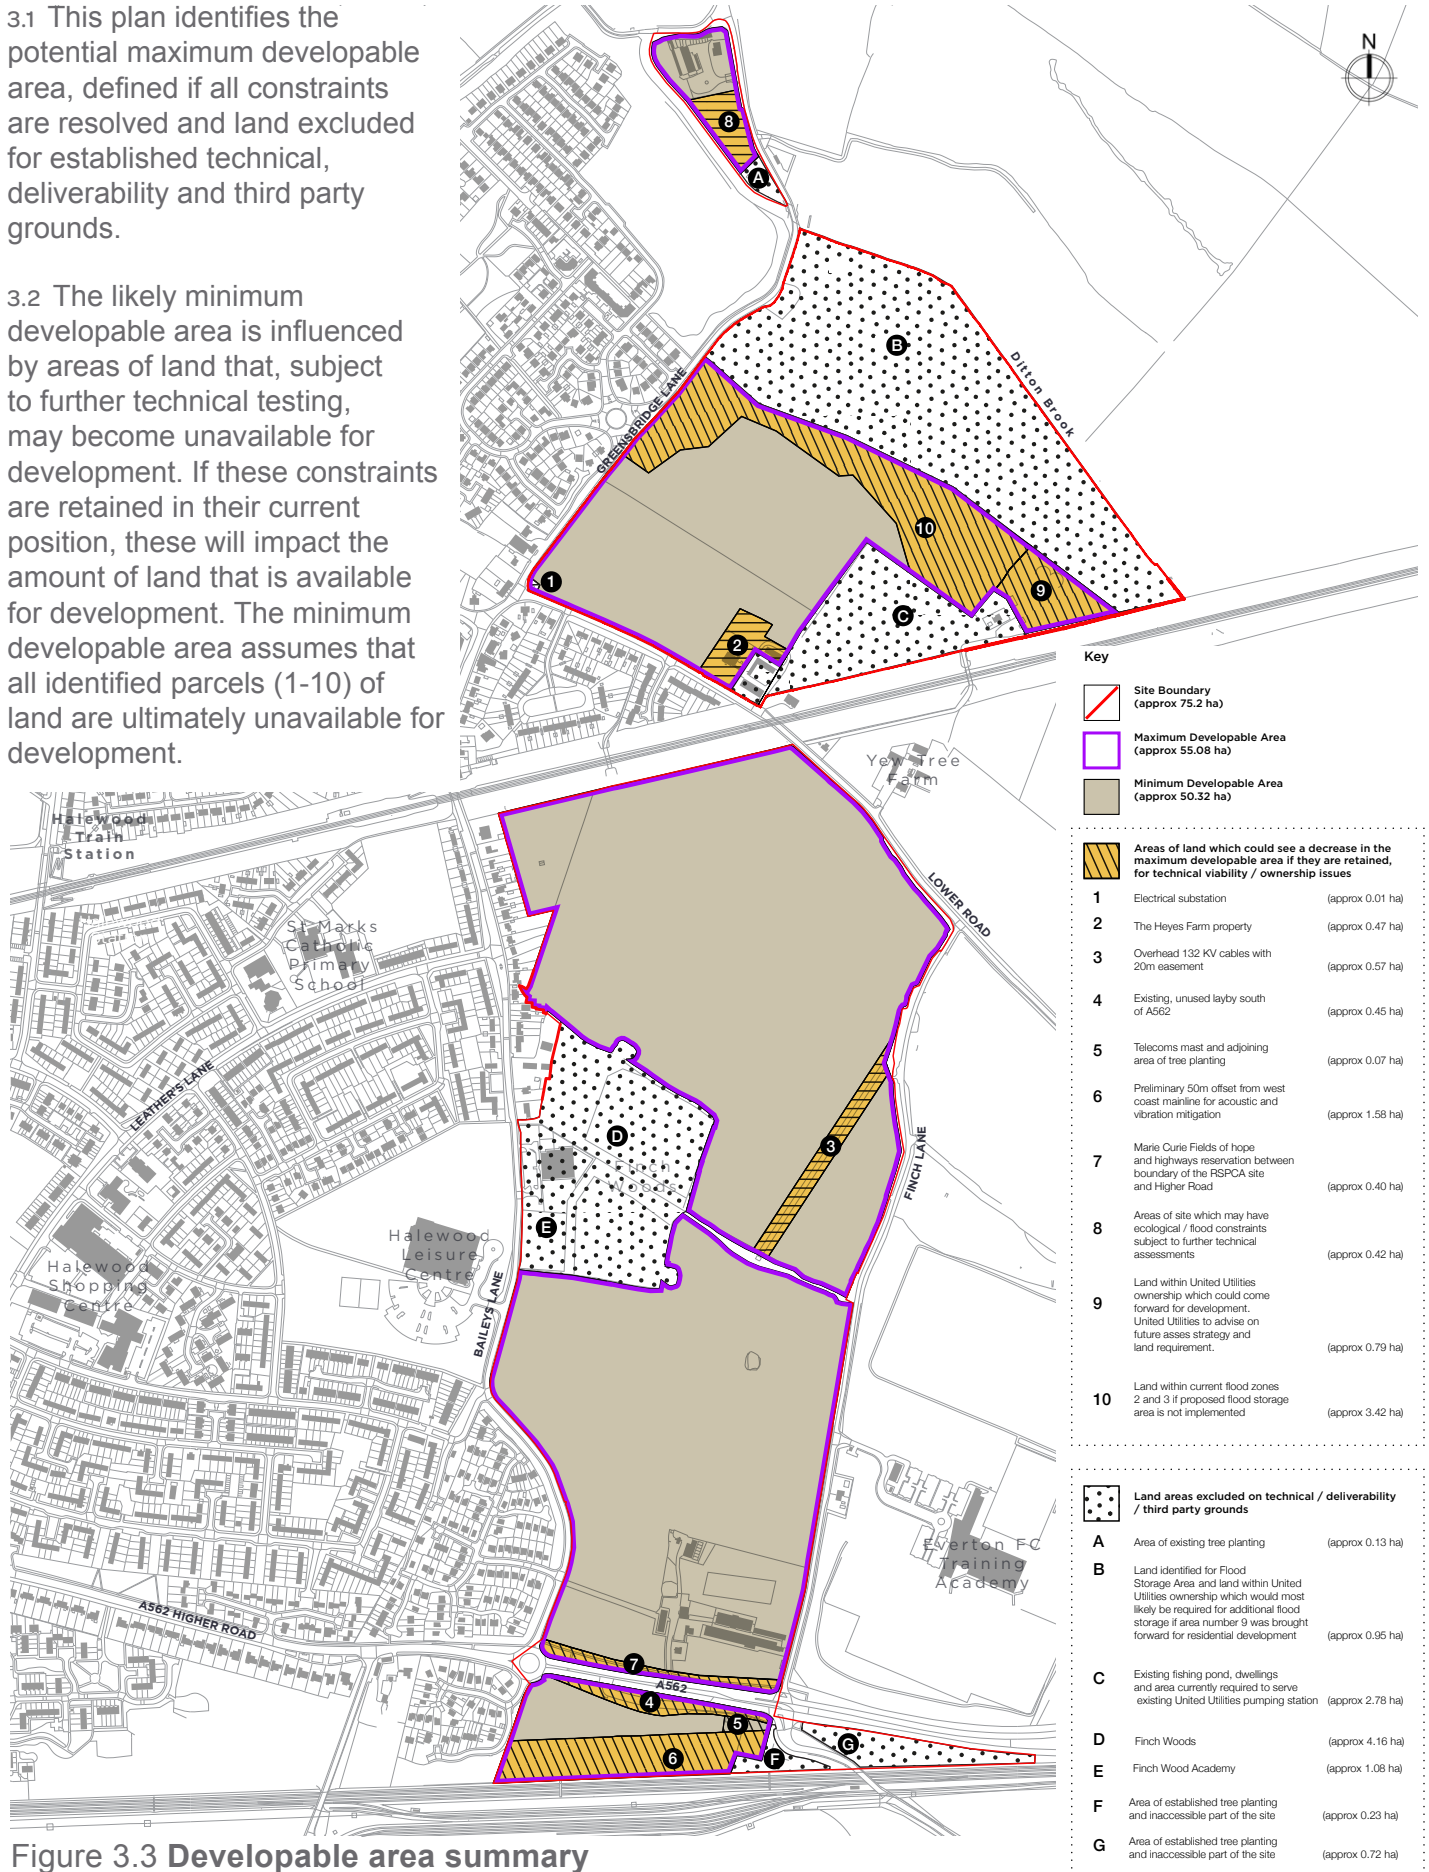 3.1 This plan identifies the
potential maximum developable
area, defined if all constraints
are resolved and land excluded
for established technical,
deliverability and third party
grounds.
3.2 The likely minimum
developable area is influenced
by areas of land that, subject
to further technical testing,
may become unavailable for
development. If these constraints
are retained in their current
position, these will impact the
amount of land that is available
for development. The minimum
developable area assumes that
all identified parcels (1-10) of
land are ultimately unavailable for
development.
N
8
A
B
Ditton Brook
GREENSBRIDGE LANE
10
1
9
C
2
Yew Tree
Farm
Halewood
Train
Station
LOWER ROAD
St Marks
Catholic
Primary
School
LEATHER'S LANE
D
3
Finch
Woods
FINCH LANE
E
Halewood
Leisure
Centre
Halewood
Shopping
Centre
BAILEYS LANE
Everton FC
Training
Academy
A562 HIGHER ROAD
7
A562
4
5
6
F
G
Key
Site Boundary
(approx 75.2 ha)
Maximum Developable Area
(approx 55.08 ha)
Minimum Developable Area
(approx 50.32 ha)
Areas of land which could see a decrease in the
maximum developable area if they are retained,
for technical viability / ownership issues
1 Electrical substation (approx 0.01 ha)
2 The Heyes Farm property (approx 0.47 ha)
3 Overhead 132 KV cables with
20m easement (approx 0.57 ha)
4 Existing, unused layby south
of A562 (approx 0.45 ha)
5 Telecoms mast and adjoining
area of tree planting (approx 0.07 ha)
6 Preliminary 50m offset from west
coast mainline for acoustic and
vibration mitigation (approx 1.58 ha)
7 Marie Curie Fields of hope
and highways reservation between
boundary of the RSPCA site
and Higher Road (approx 0.40 ha)
8 Areas of site which may have
ecological / flood constraints
subject to further technical
assessments (approx 0.42 ha)
9 Land within United Utilities
ownership which could come
forward for development.
United Utilities to advise on
future asses strategy and
land requirement. (approx 0.79 ha)
10 Land within current flood zones
2 and 3 if proposed flood storage
area is not implemented (approx 3.42 ha)
Land areas excluded on technical / deliverability
/ third party grounds
A Area of existing tree planting (approx 0.13 ha)
B Land identified for Flood
Storage Area and land within United
Utilities ownership which would most
likely be required for additional flood
storage if area number 9 was brought
forward for residential development (approx 0.95 ha)
C Existing fishing pond, dwellings
and area currently required to serve
existing United Utilities pumping station (approx 2.78 ha)
D Finch Woods (approx 4.16 ha)
E Finch Wood Academy (approx 1.08 ha)
F Area of established tree planting
and inaccessible part of the site (approx 0.23 ha)
G Area of established tree planting
and inaccessible part of the site (approx 0.72 ha)
Figure 3.3 Developable area summary